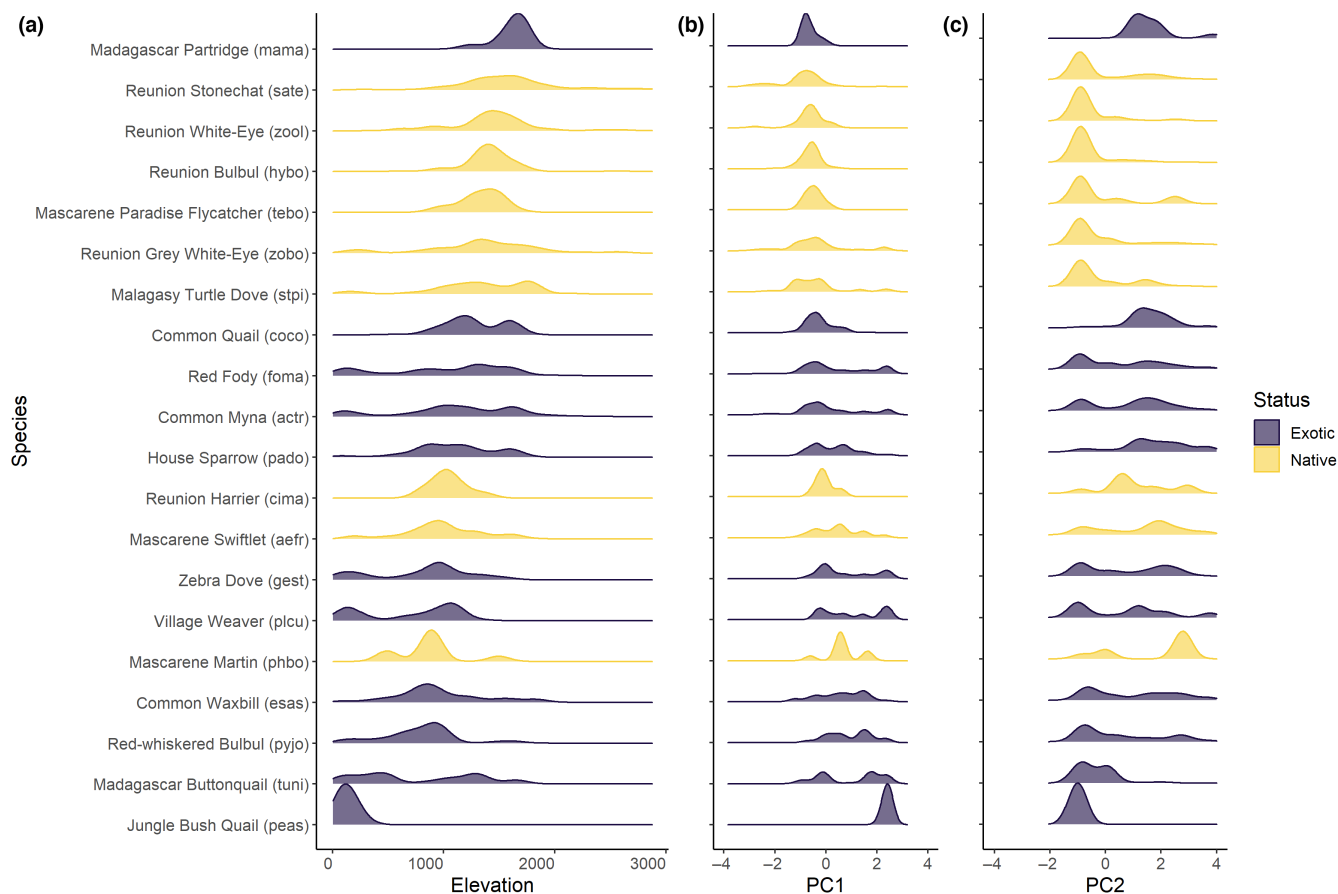 (a)
(b)
(c)
Species
Madagascar Partridge (mama)
Reunion Stonechat (sate)
Reunion White-Eye (zool)
Reunion Bulbul (hybo)
Mascarene Paradise Flycatcher (tebo)
Reunion Grey White-Eye (zobo)
Malagasy Turtle Dove (stpi)
Common Quail (coco)
Red Fody (foma)
Common Myna (actr)
House Sparrow (pado)
Reunion Harrier (cima)
Mascarene Swiftlet (aefr)
Zebra Dove (gest)
Village Weaver (plcu)
Mascarene Martin (phbo)
Common Waxbill (esas)
Red-whiskered Bulbul (pyjo)
Madagascar Buttonquail (tuni)
Jungle Bush Quail (peas)
0 1000 2000 3000
Elevation
−4 −2 0 2 4
PC1
−4 −2 0 2 4
PC2
Status
Exotic
Native